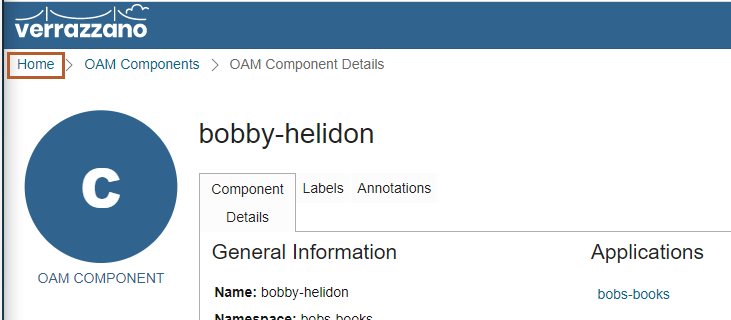 verrazzano
Home > OAM Components > OAM Component Details
bobby-helidon
C
Component Details
Labels
Annotations
OAM COMPONENT
General Information
Name: bobby-helidon
Namespace: bobs-books
Applications
bobs-books